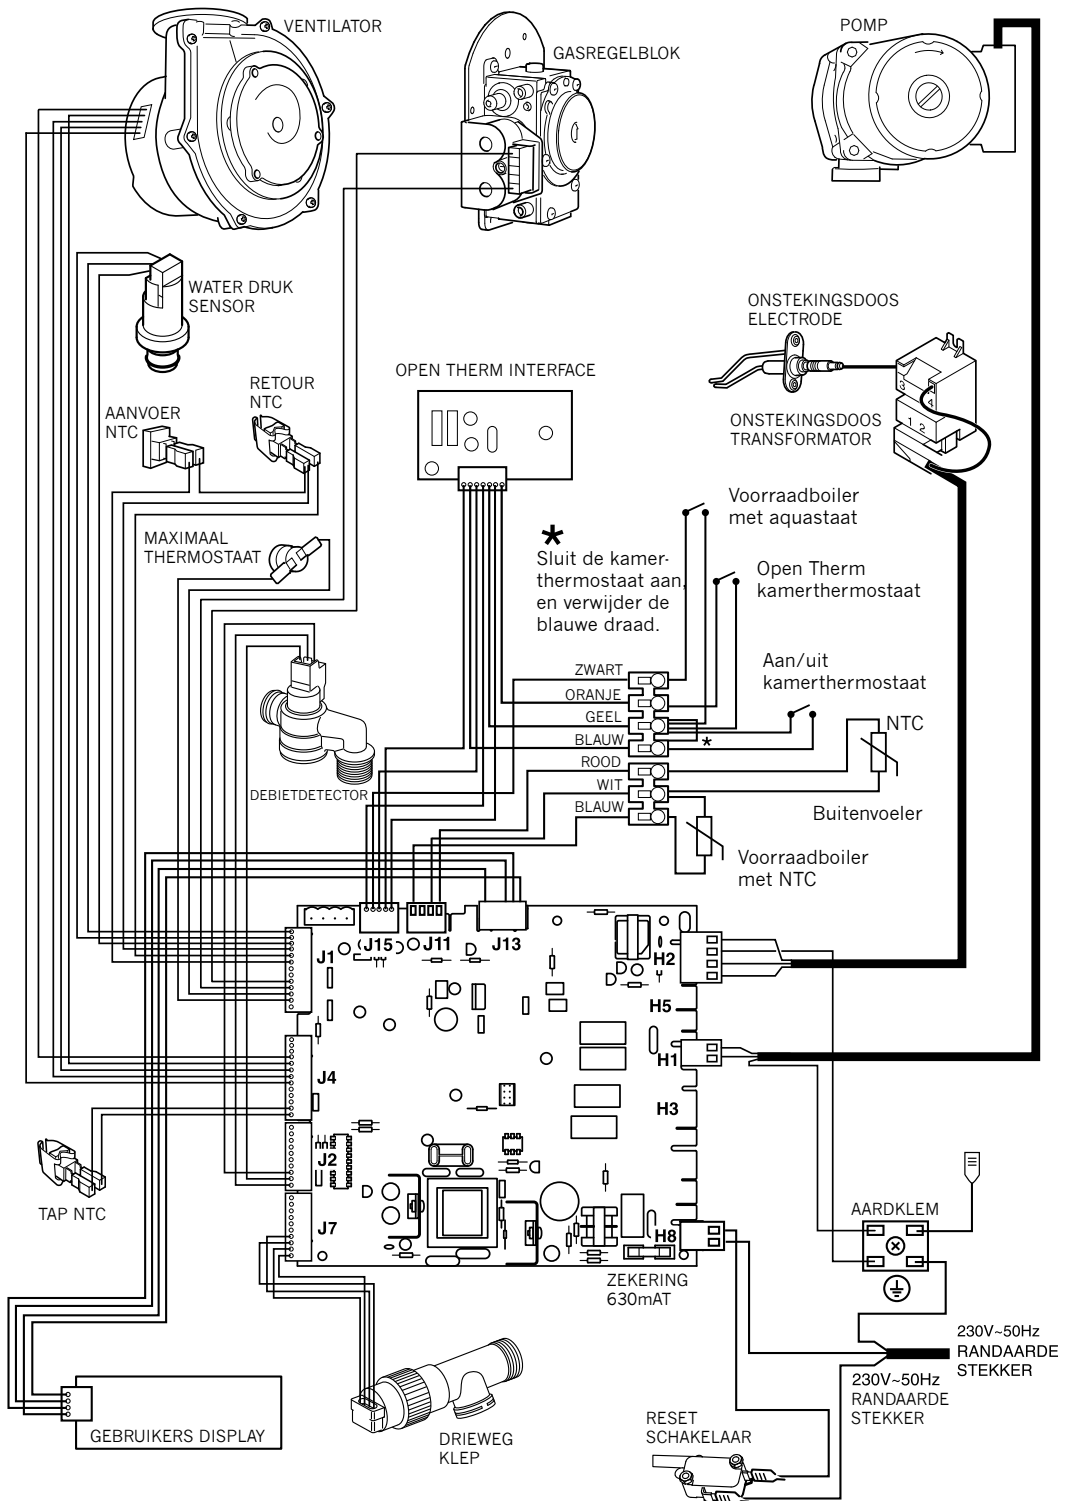 VENTILATOR
GASREGELBLOK
POMP
WATER DRUK
SENSOR
ONSTEKINGSDOOS
ELECTRODE
3
4
1 2
ONSTEKINGSDOOS
TRANSFORMATOR
OPEN THERM INTERFACE
RETOUR
NTC
AANVOER
NTC
MAXIMAAL
THERMOSTAAT
*
Sluit de kamer-
thermostaat aan,
en verwijder de
blauwe draad.
Voorraadboiler
met aquastaat
Open Therm
kamerthermostaat
Aan/uit
kamerthermostaat
ZWART
ORANJE
GEEL
BLAUW
*
ROOD
WIT
BLAUW
NTC
Buitenvoeler
Voorraadboiler
met NTC
DEBIETDETECTOR
J15
J11
J13
J1
H2
H5
H1
J4
H3
J2
J7
H8
TAP NTC
AARDKLEM
ZEKERING
630mAT
230V~50Hz
RANDAARDE
STEKKER
230V~50Hz
RANDAARDE
STEKKER
GEBRUIKERS DISPLAY
DRIEWEG
KLEP
RESET
SCHAKELAAR